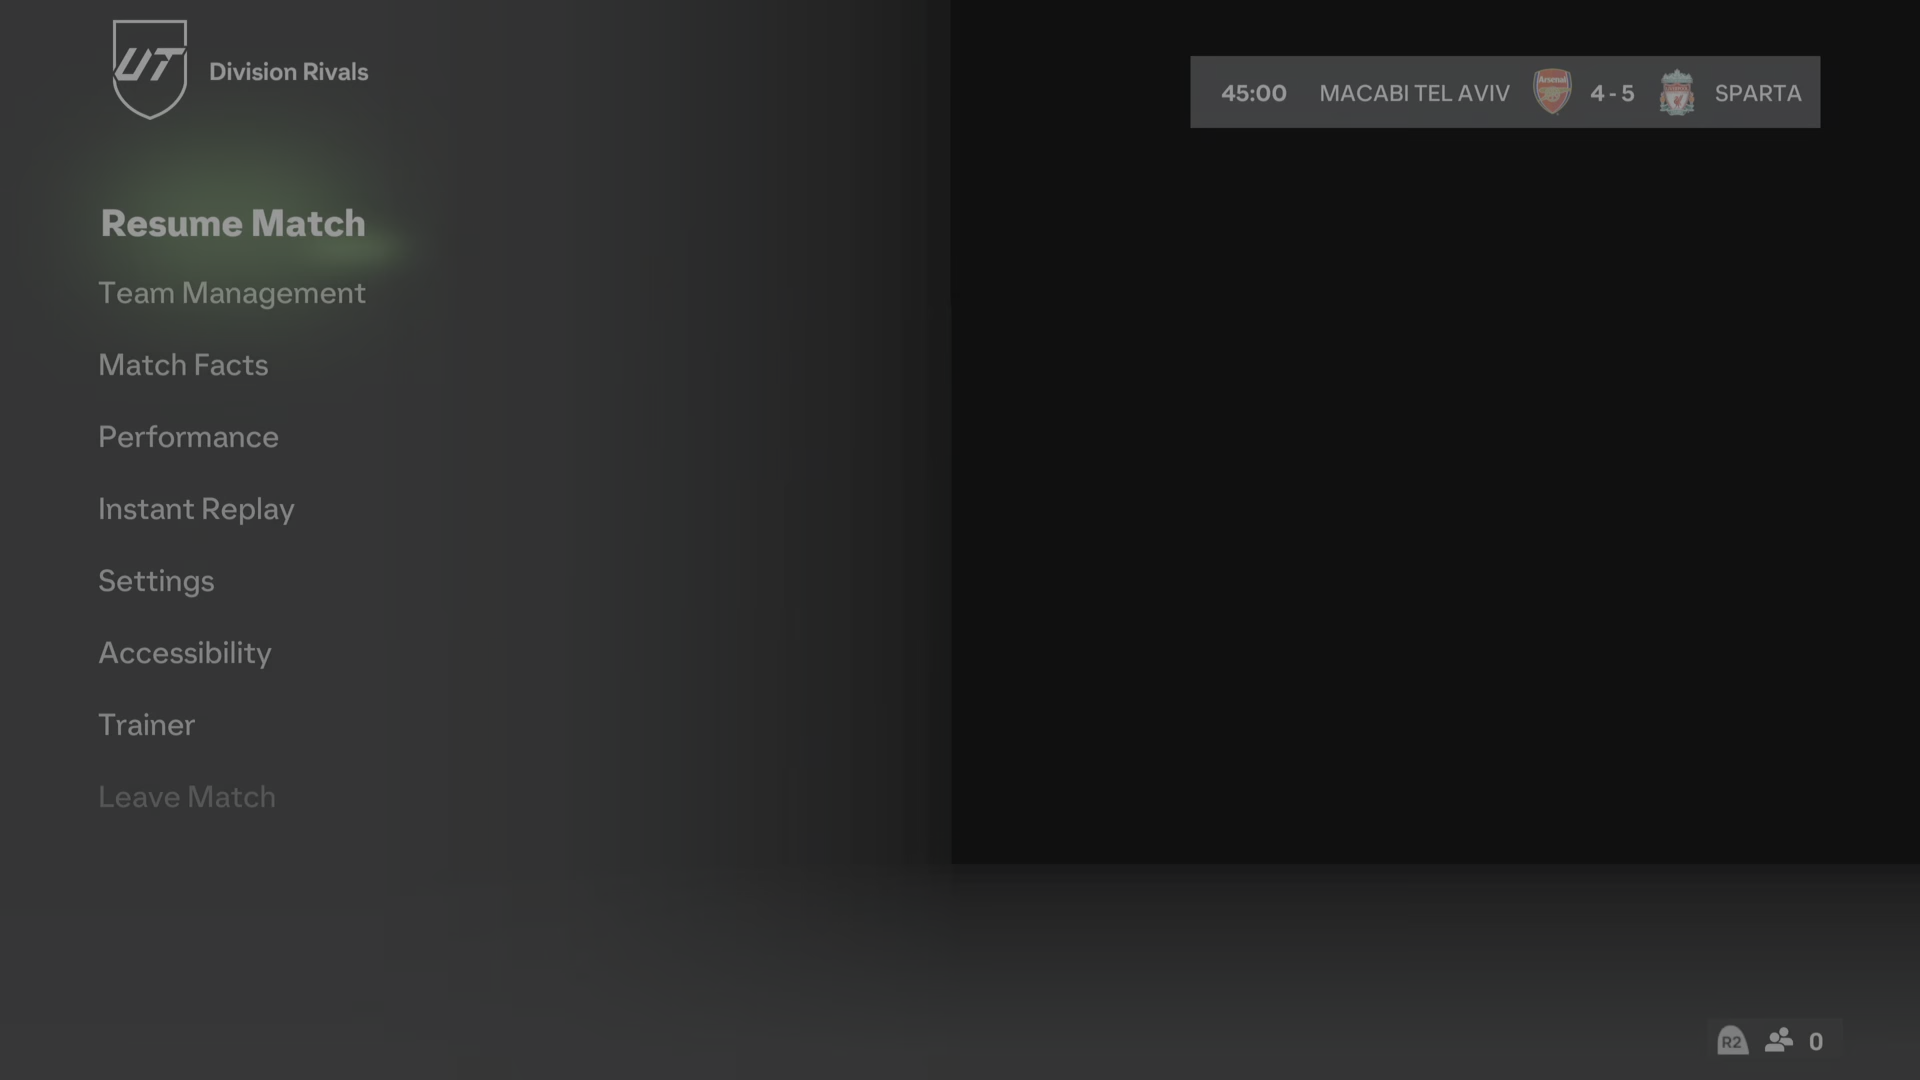 UT
Division Rivals
45:00 MACABI TEL AVIV Arsenal 4 - 5 SPARTA
Resume Match
Team Management
Match Facts
Performance
Instant Replay
Settings
Accessibility
Trainer
Leave Match
R2 0